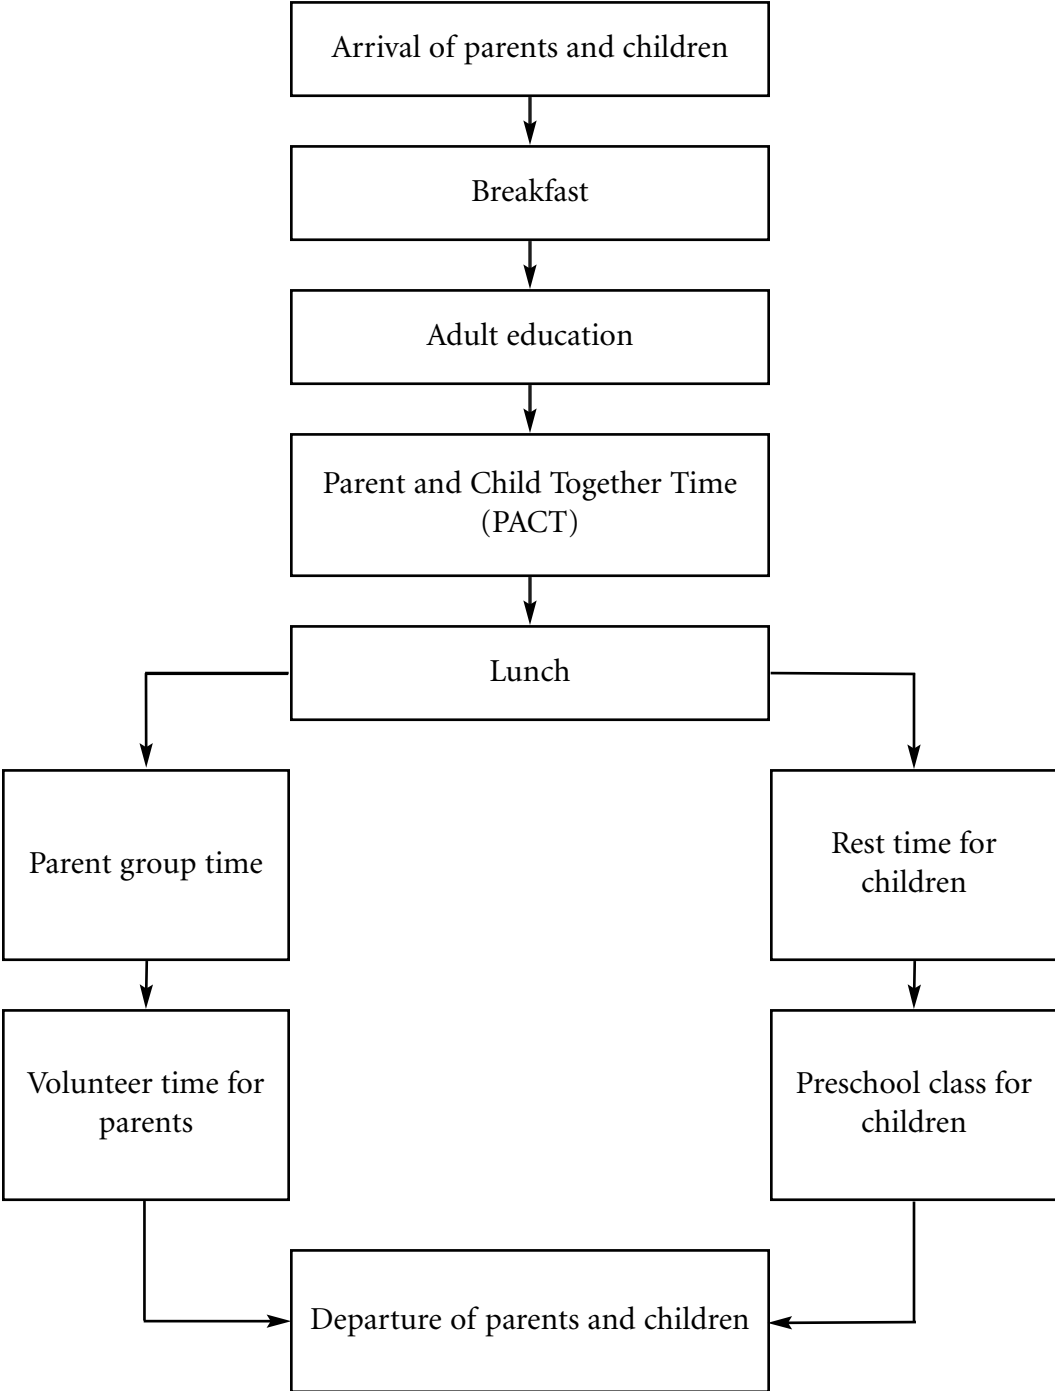 Arrival of parents and children
Breakfast
Adult education
Parent and Child Together Time
(PACT)
Lunch
Parent group time
Rest time for
children
Volunteer time for
parents
Preschool class for
children
Departure of parents and children